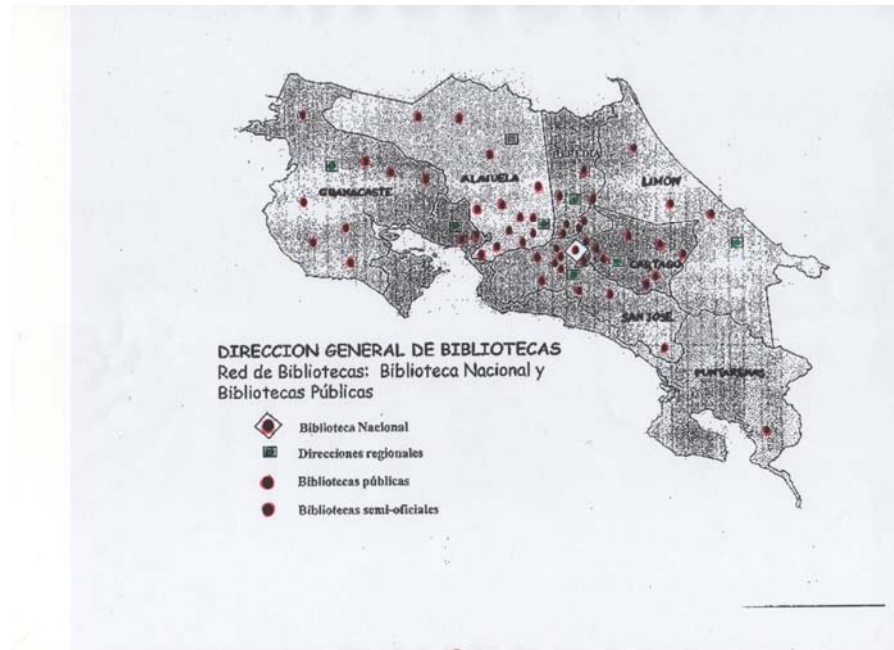 ALAJUELA
LIMÓN
GUANACASTE
CARTAGO
SAN JOSÉ
PUNTARENAS
DIRECCION GENERAL DE BIBLIOTECAS
Red de Bibliotecas: Biblioteca Nacional y
Bibliotecas Públicas
Biblioteca Nacional
Direcciones regionales
Bibliotecas públicas
Bibliotecas semi-oficiales